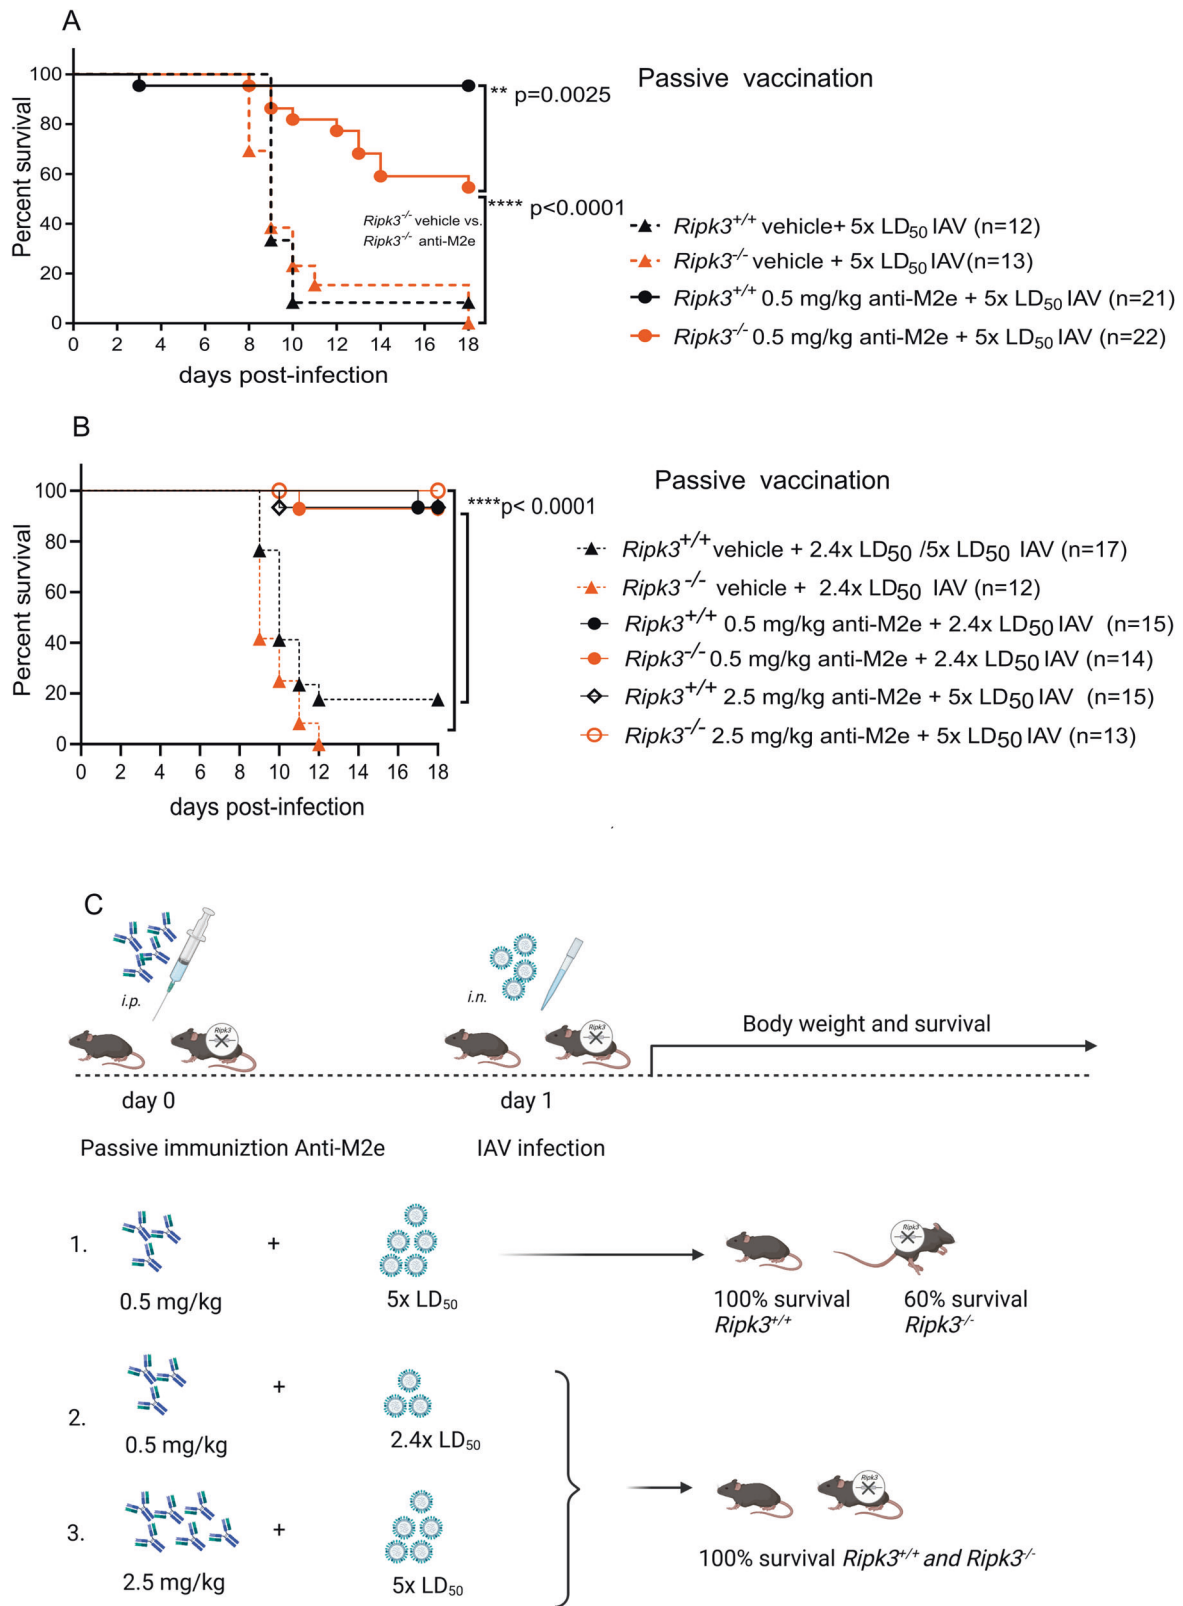 A
Percent survival
100
80
60
40
20
0
0 2 4 6 8 10 12 14 16 18
days post-infection
** p=0.0025
**** p<0.0001
Ripk3-/- vehicle vs.
Ripk3-/- anti-M2e
Passive vaccination
Ripk3+/+ vehicle+ 5x LD50 IAV (n=12)
Ripk3-/- vehicle + 5x LD50 IAV(n=13)
Ripk3+/+ 0.5 mg/kg anti-M2e + 5x LD50 IAV (n=21)
Ripk3-/- 0.5 mg/kg anti-M2e + 5x LD50 IAV (n=22)
B
Percent survival
100
80
60
40
20
0
0 2 4 6 8 10 12 14 16 18
days post-infection
****p< 0.0001
Passive vaccination
Ripk3+/+ vehicle + 2.4x LD50 /5x LD50 IAV (n=17)
Ripk3-/- vehicle + 2.4x LD50 IAV (n=12)
Ripk3+/+ 0.5 mg/kg anti-M2e + 2.4x LD50 IAV (n=15)
Ripk3-/- 0.5 mg/kg anti-M2e + 2.4x LD50 IAV (n=14)
Ripk3+/+ 2.5 mg/kg anti-M2e + 5x LD50 IAV (n=15)
Ripk3-/- 2.5 mg/kg anti-M2e + 5x LD50 IAV (n=13)
C
i.p.
Ripk3
i.n.
Ripk3
Body weight and survival
day 0
day 1
Passive immuniztion Anti-M2e
IAV infection
1.
+
Ripk3
0.5 mg/kg
5x LD50
100% survival
Ripk3+/+
60% survival
Ripk3-/-
2.
+
0.5 mg/kg
2.4x LD50
Ripk3
3.
+
2.5 mg/kg
5x LD50
100% survival Ripk3+/+ and Ripk3-/-